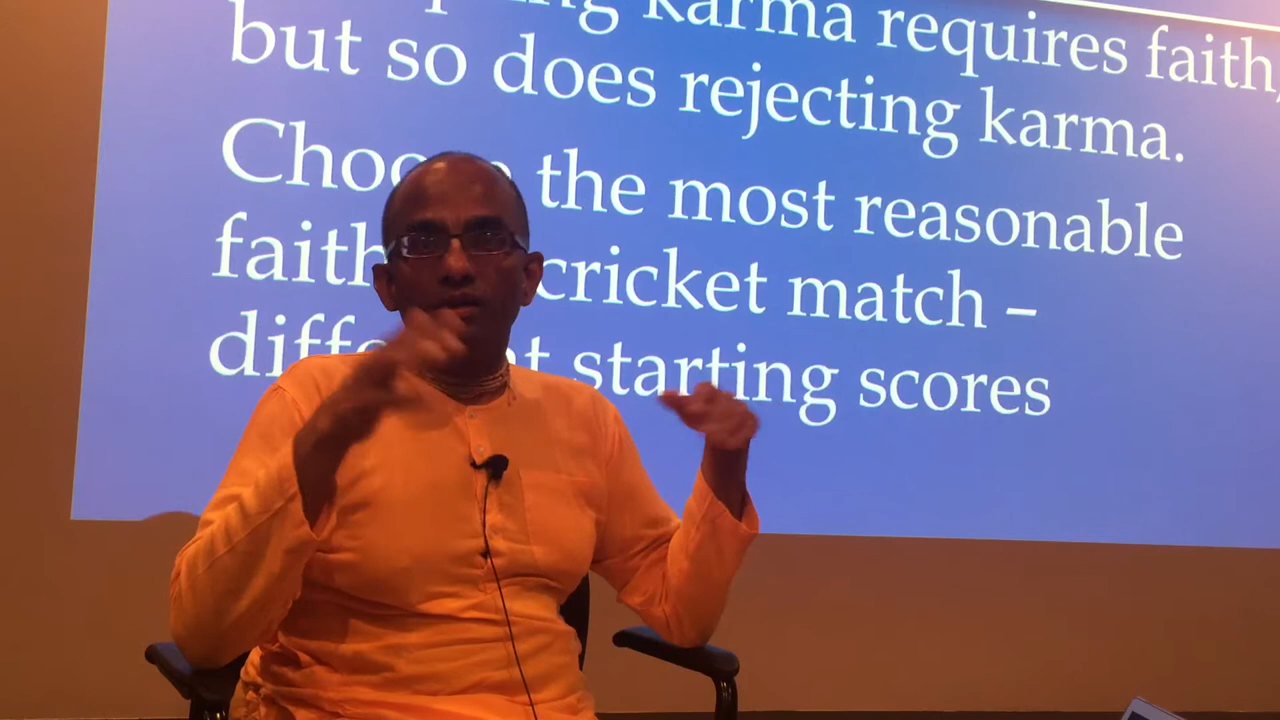 karma requires faith,
but so does rejecting karma.
the most reasonable
cricket match –
starting scores